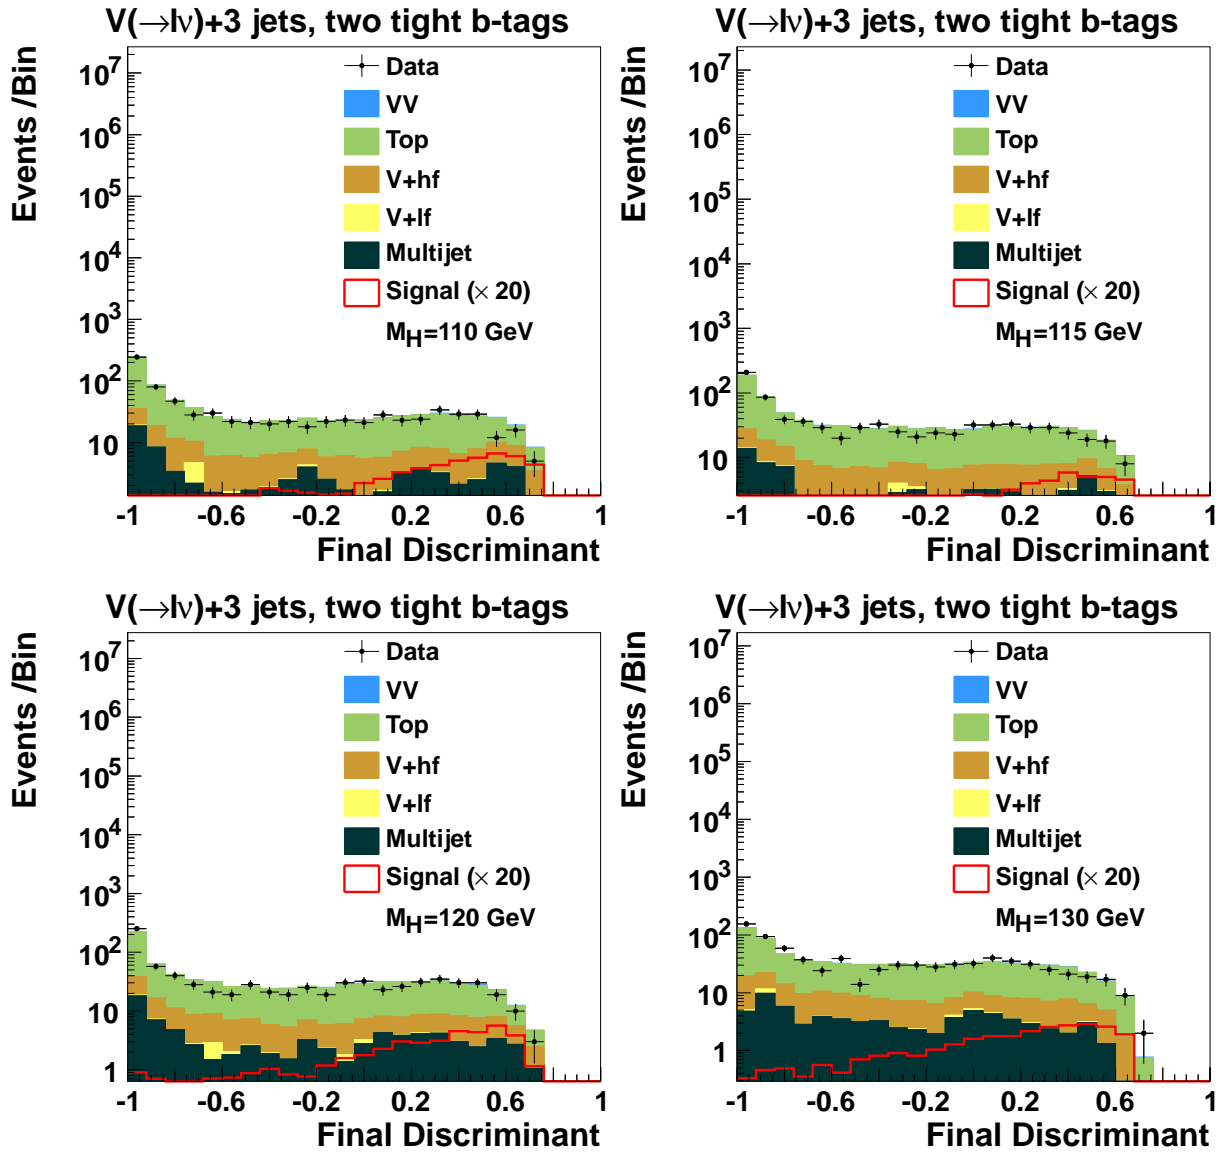 V(→lν)+3 jets, two tight b-tags
Events /Bin
10^7
10^6
10^5
10^4
10^3
10^2
10
Data
VV
Top
V+hf
V+lf
Multijet
Signal (× 20)
M_H=110 GeV
-1 -0.6 -0.2 0.2 0.6 1
Final Discriminant
V(→lν)+3 jets, two tight b-tags
Events /Bin
10^7
10^6
10^5
10^4
10^3
10^2
10
Data
VV
Top
V+hf
V+lf
Multijet
Signal (× 20)
M_H=115 GeV
-1 -0.6 -0.2 0.2 0.6 1
Final Discriminant
V(→lν)+3 jets, two tight b-tags
Events /Bin
10^7
10^6
10^5
10^4
10^3
10^2
10
1
Data
VV
Top
V+hf
V+lf
Multijet
Signal (× 20)
M_H=120 GeV
-1 -0.6 -0.2 0.2 0.6 1
Final Discriminant
V(→lν)+3 jets, two tight b-tags
Events /Bin
10^7
10^6
10^5
10^4
10^3
10^2
10
1
Data
VV
Top
V+hf
V+lf
Multijet
Signal (× 20)
M_H=130 GeV
-1 -0.6 -0.2 0.2 0.6 1
Final Discriminant